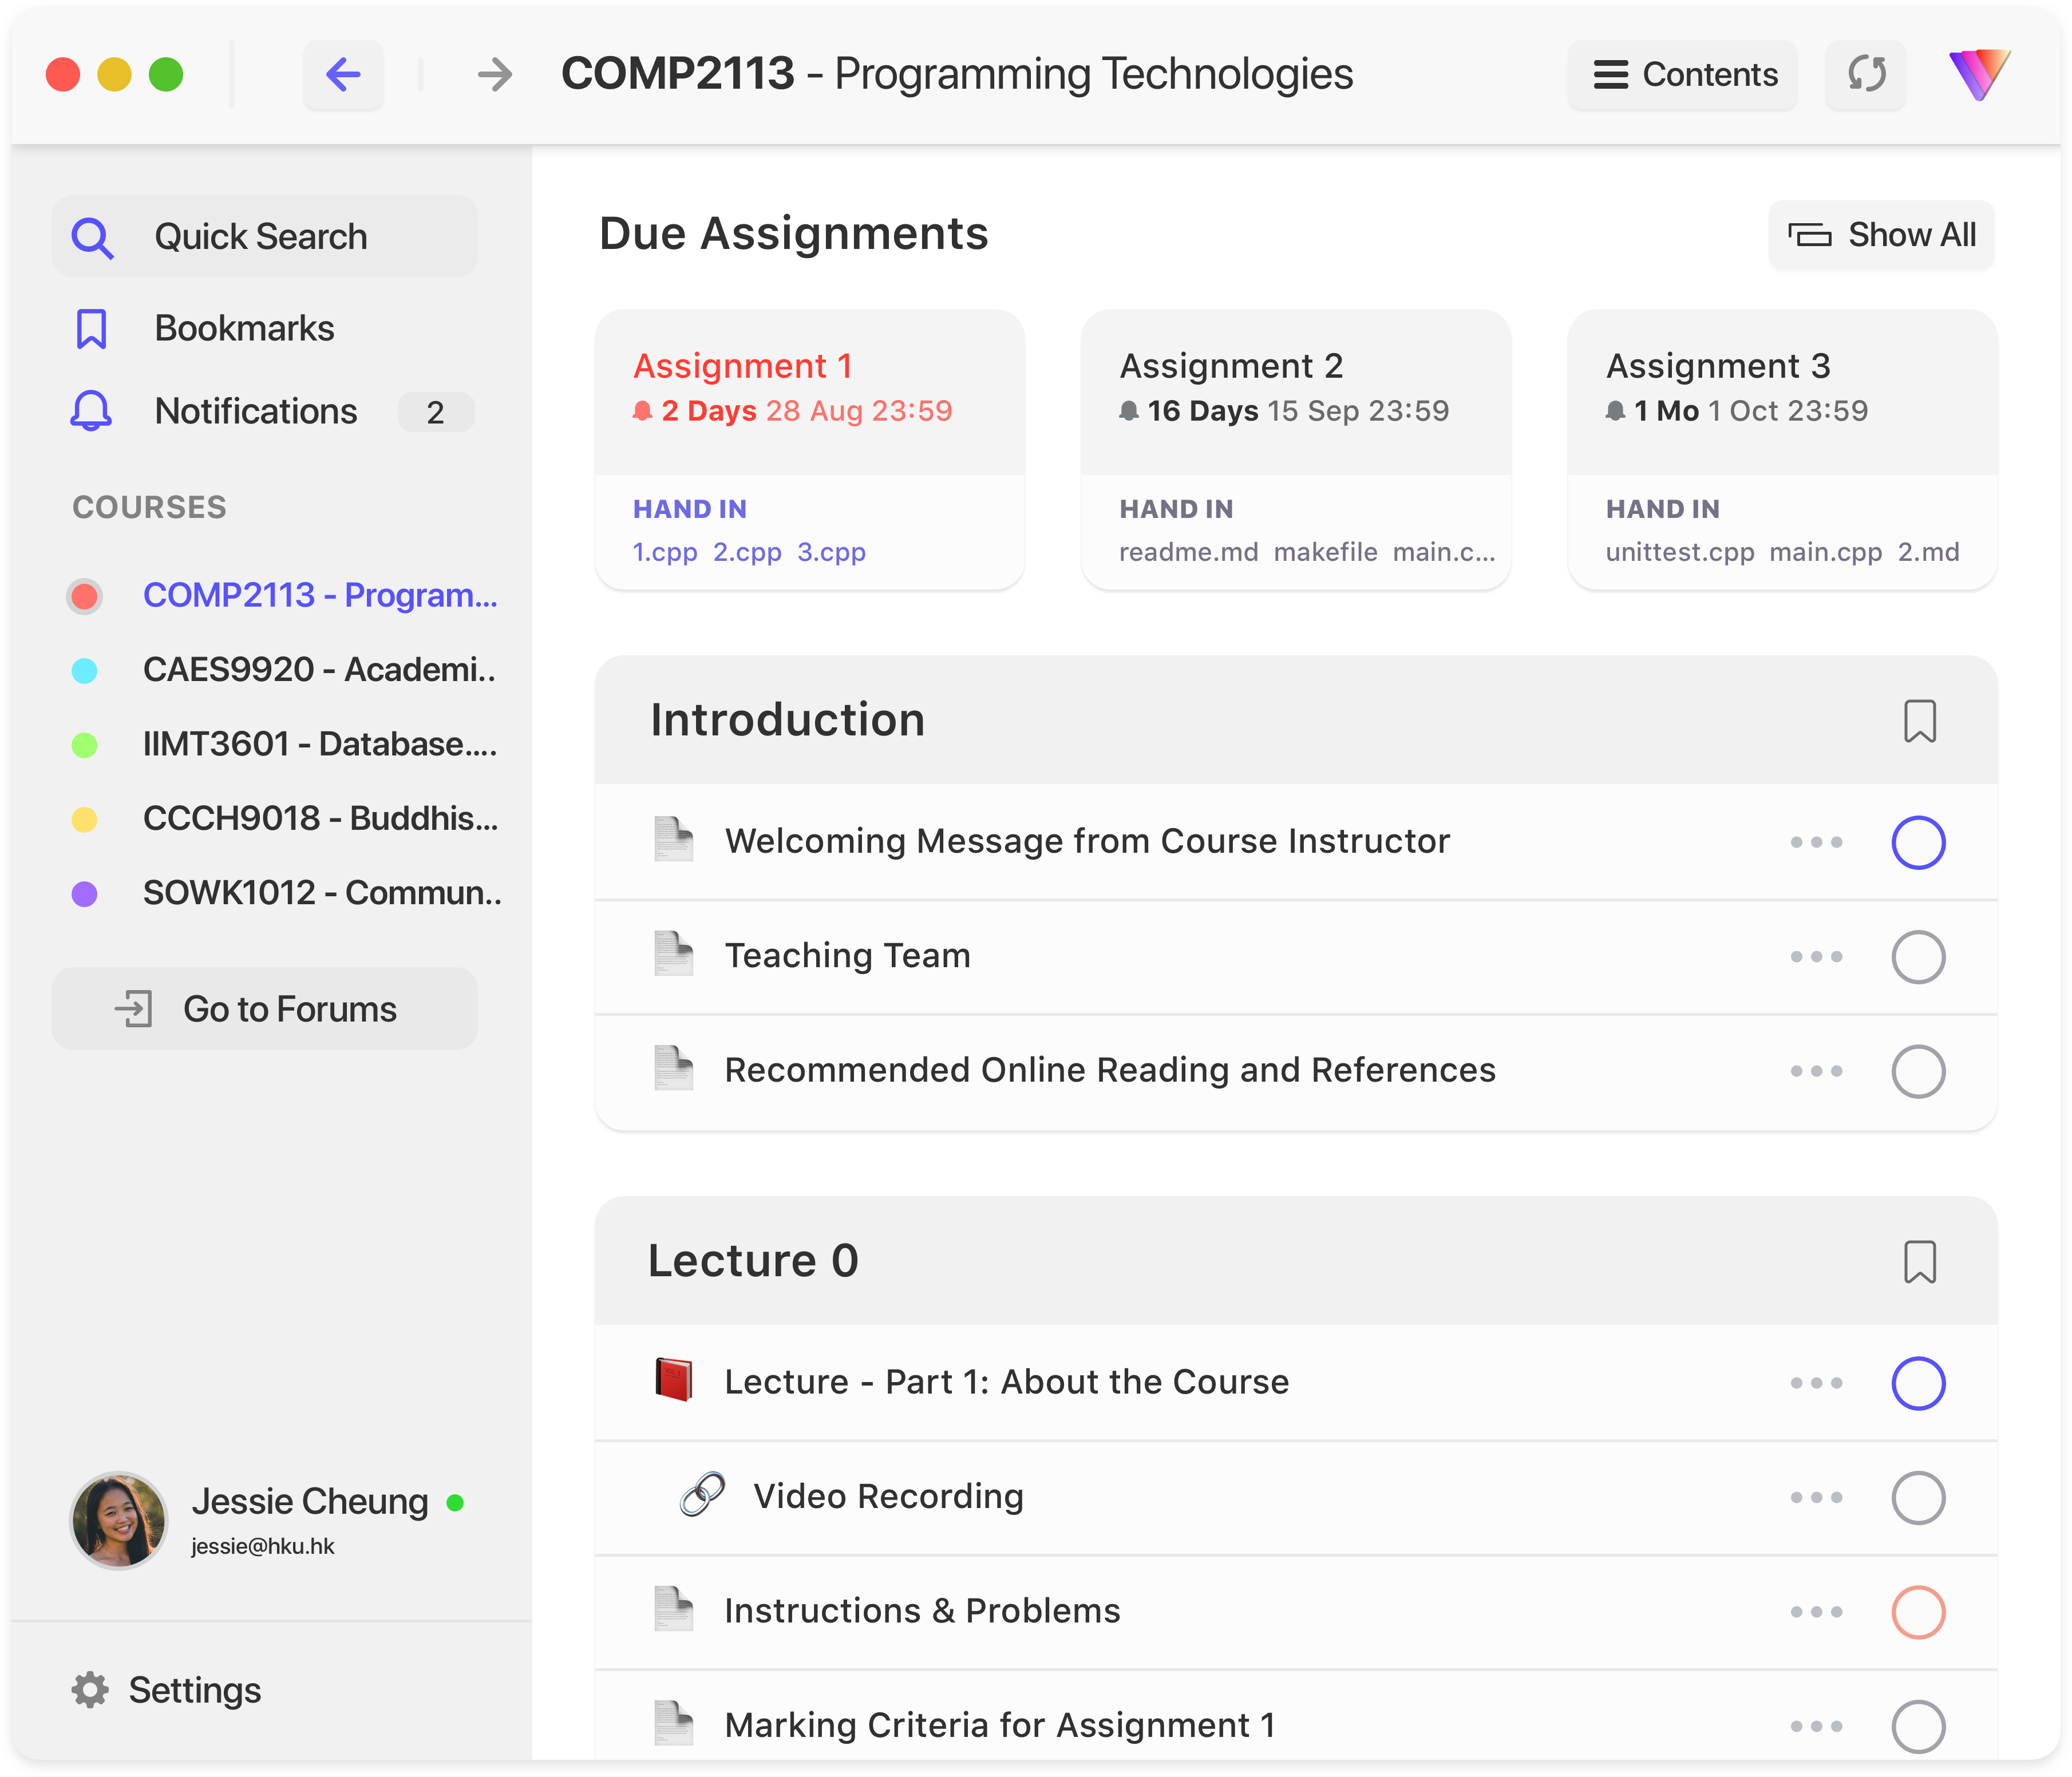 COMP2113 - Programming Technologies
Contents
Quick Search
Bookmarks
Notifications 2
COURSES
COMP2113 - Program...
CAES9920 - Academi..
IIMT3601 - Database....
CCCH9018 - Buddhis...
SOWK1012 - Commun..
Go to Forums
Jessie Cheung
jessie@hku.hk
Settings
Due Assignments
Show All
Assignment 1
2 Days 28 Aug 23:59
HAND IN
1.cpp 2.cpp 3.cpp
Assignment 2
16 Days 15 Sep 23:59
HAND IN
readme.md makefile main.c...
Assignment 3
1 Mo 1 Oct 23:59
HAND IN
unittest.cpp main.cpp 2.md
Introduction
Welcoming Message from Course Instructor
Teaching Team
Recommended Online Reading and References
Lecture 0
Lecture - Part 1: About the Course
Video Recording
Instructions & Problems
Marking Criteria for Assignment 1